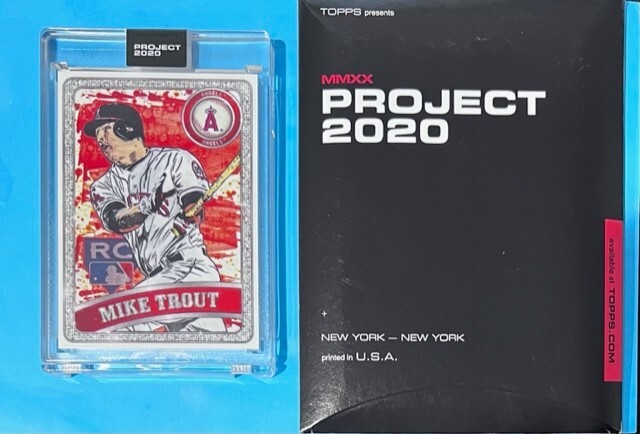 PROJECT
2020
ANGELS
A
RC
MIKE TROUT
TOPPS presents
MMXX
PROJECT
2020
available at TOPPS.COM
+
NEW YORK – NEW YORK
printed in U.S.A.